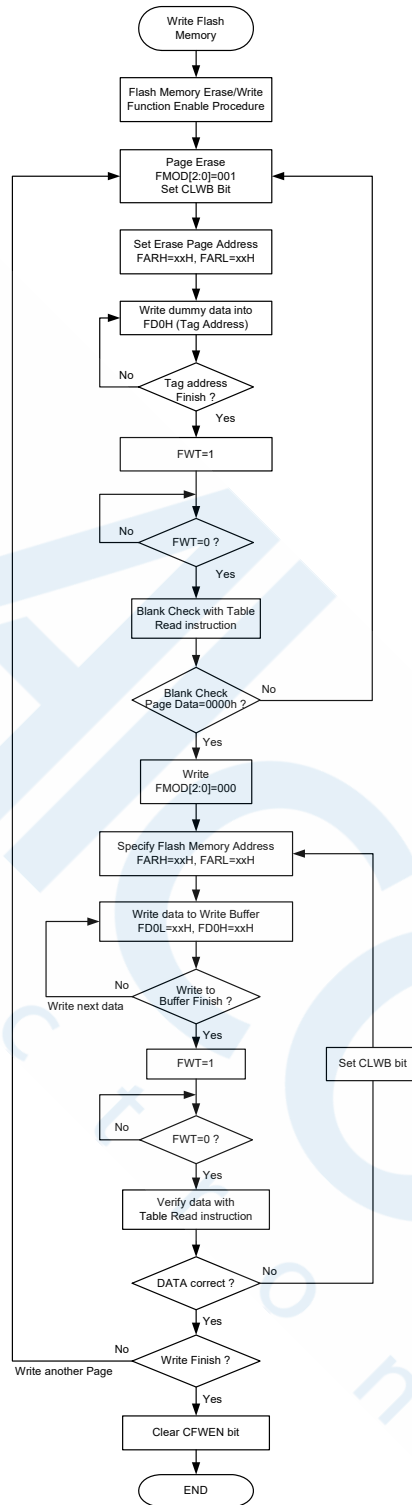 Write Flash
Memory
Flash Memory Erase/Write
Function Enable Procedure
Page Erase
FMOD[2:0]=001
Set CLWB Bit
Set Erase Page Address
FARH=xxH, FARL=xxH
Write dummy data into
FD0H (Tag Address)
No
Tag address
Finish ?
Yes
FWT=1
No
FWT=0 ?
Yes
Blank Check with Table
Read instruction
Blank Check
Page Data=0000h ?
No
Yes
Write
FMOD[2:0]=000
Specify Flash Memory Address
FARH=xxH, FARL=xxH
Write data to Write Buffer
FD0L=xxH, FD0H=xxH
No
Write next data
Write to
Buffer Finish ?
Yes
FWT=1
Set CLWB bit
No
FWT=0 ?
Yes
Verify data with
Table Read instruction
No
DATA correct ?
Yes
No
Write another Page
Write Finish ?
Yes
Clear CFWEN bit
END